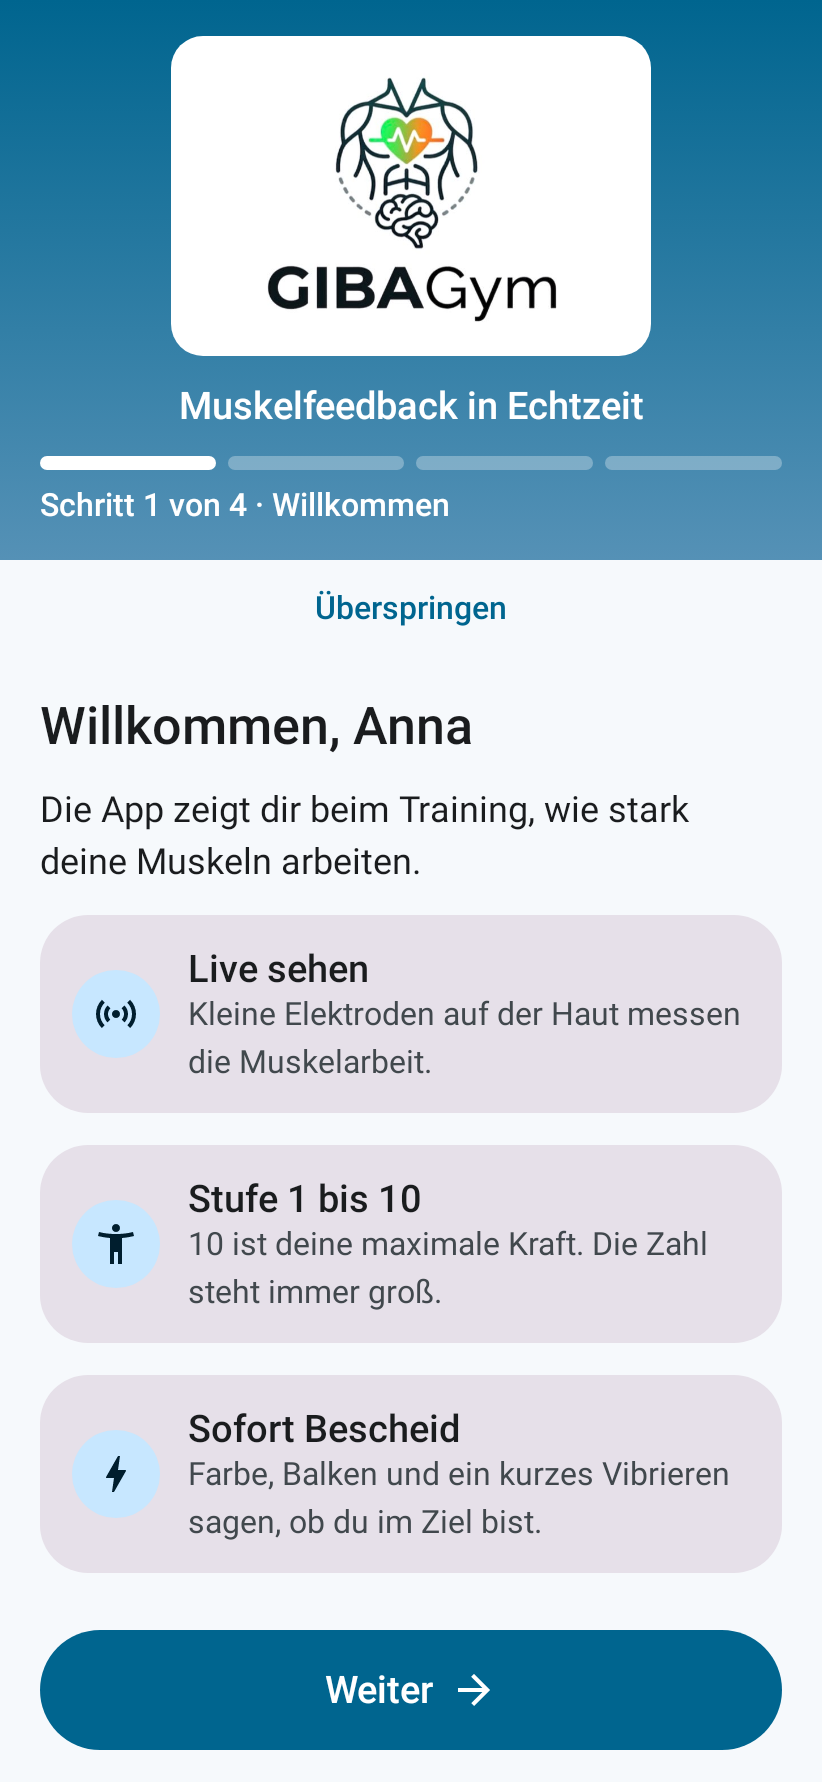 GIBAGym
Muskelfeedback in Echtzeit
Schritt 1 von 4 · Willkommen
Überspringen
Willkommen, Anna
Die App zeigt dir beim Training, wie stark
deine Muskeln arbeiten.
Live sehen
Kleine Elektroden auf der Haut messen
die Muskelarbeit.
Stufe 1 bis 10
10 ist deine maximale Kraft. Die Zahl
steht immer groß.
Sofort Bescheid
Farbe, Balken und ein kurzes Vibrieren
sagen, ob du im Ziel bist.
Weiter